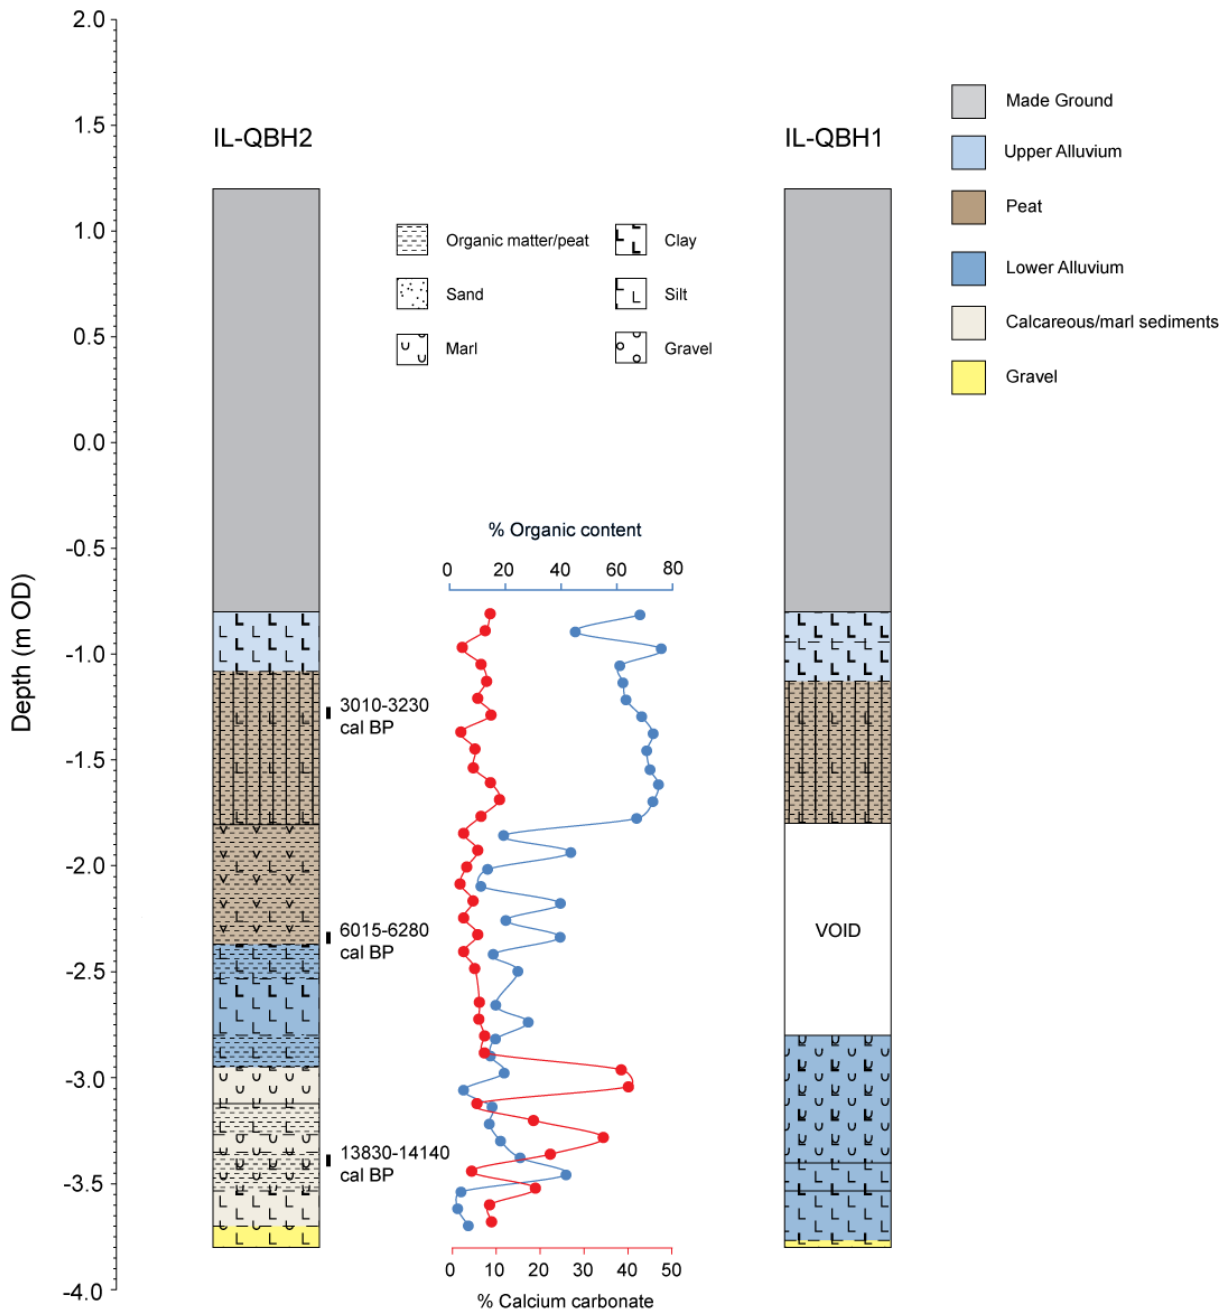 2.0
1.5
1.0
0.5
0.0
-0.5
-1.0
-1.5
-2.0
-2.5
-3.0
-3.5
-4.0
Depth (m OD)
IL-QBH2
IL-QBH1
Made Ground
Upper Alluvium
Peat
Lower Alluvium
Calcareous/marl sediments
Gravel
Organic matter/peat
Clay
Sand
Silt
Marl
Gravel
% Organic content
0 20 40 60 80
3010-3230
cal BP
6015-6280
cal BP
VOID
13830-14140
cal BP
0 10 20 30 40 50
% Calcium carbonate